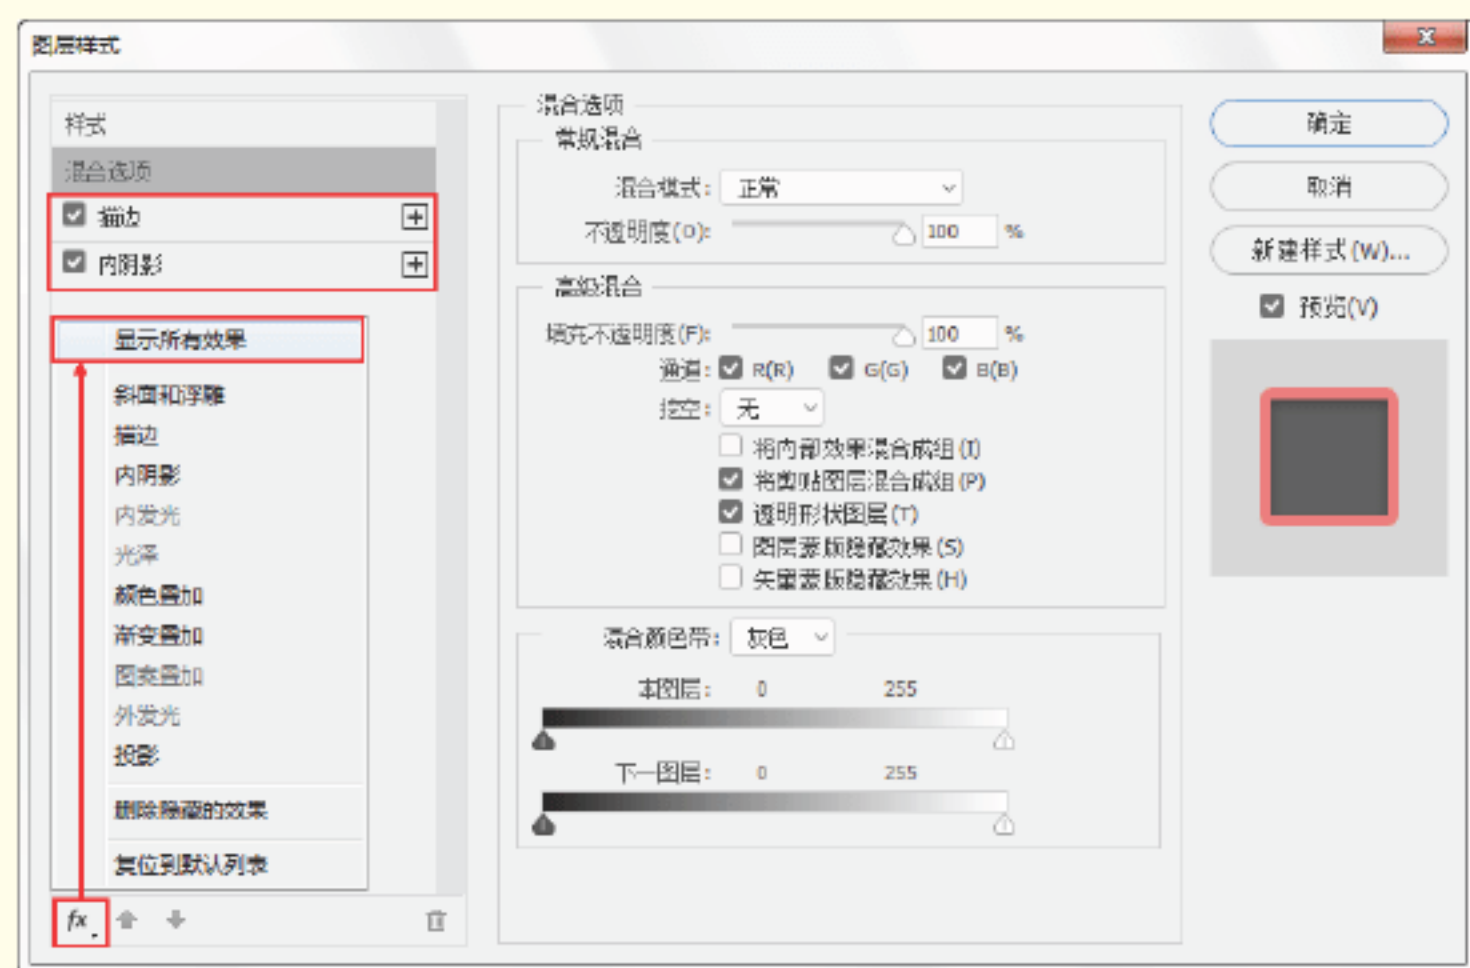 图层样式
样式
混合选项
描边
内阴影
显示所有效果
斜面和浮雕
描边
内阴影
内发光
光泽
颜色叠加
渐变叠加
图案叠加
外发光
投影
删除隐藏的效果
复位到默认列表
fx
混合选项
常规混合
混合模式: 正常
不透明度(O): 100 %
高级混合
填充不透明度(F): 100 %
通道: R(R) G(G) B(B)
挖空: 无
将内部效果混合成组(I)
将剪贴图层混合成组(P)
透明形状图层(T)
图层蒙版隐藏效果(S)
矢量蒙版隐藏效果(H)
混合颜色带: 灰色
本图层: 0 255
下一图层: 0 255
确定
取消
新建样式(W)...
预览(V)